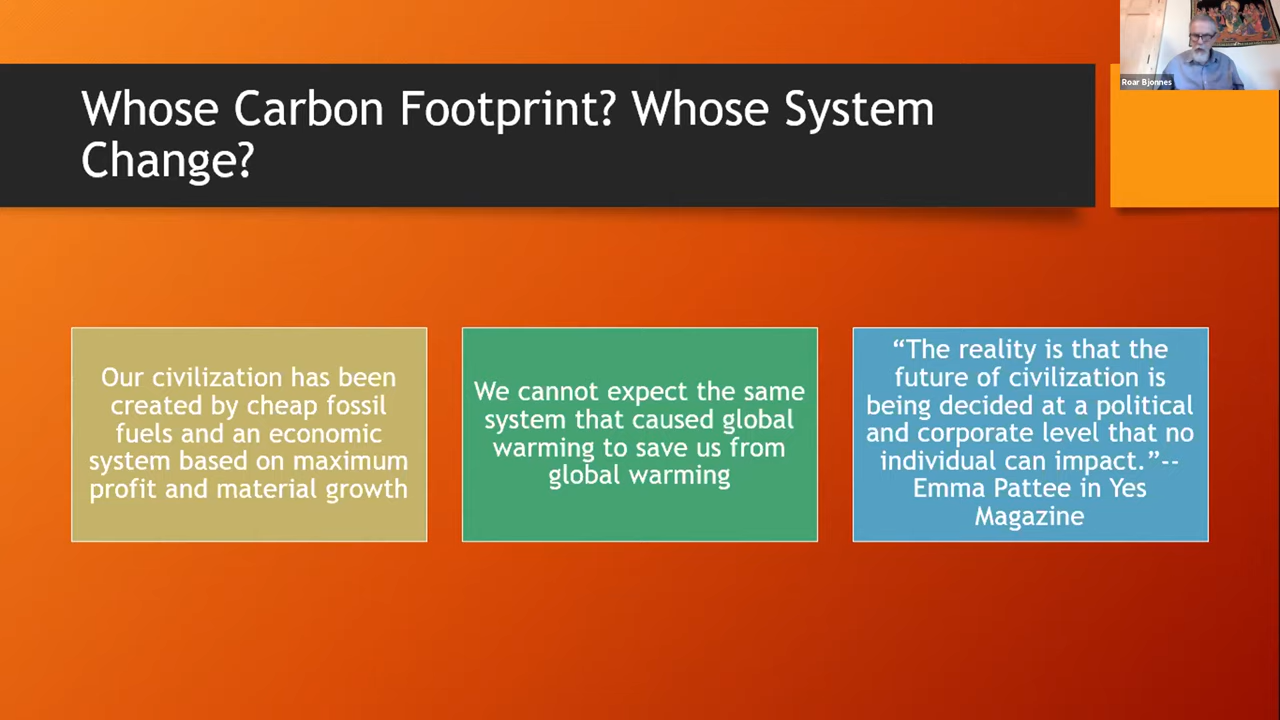 Roar Bjonnes
Whose Carbon Footprint? Whose System
Change?
Our civilization has been
created by cheap fossil
fuels and an economic
system based on maximum
profit and material growth
We cannot expect the same
system that caused global
warming to save us from
global warming
“The reality is that the
future of civilization is
being decided at a political
and corporate level that no
individual can impact.”--
Emma Pattee in Yes
Magazine